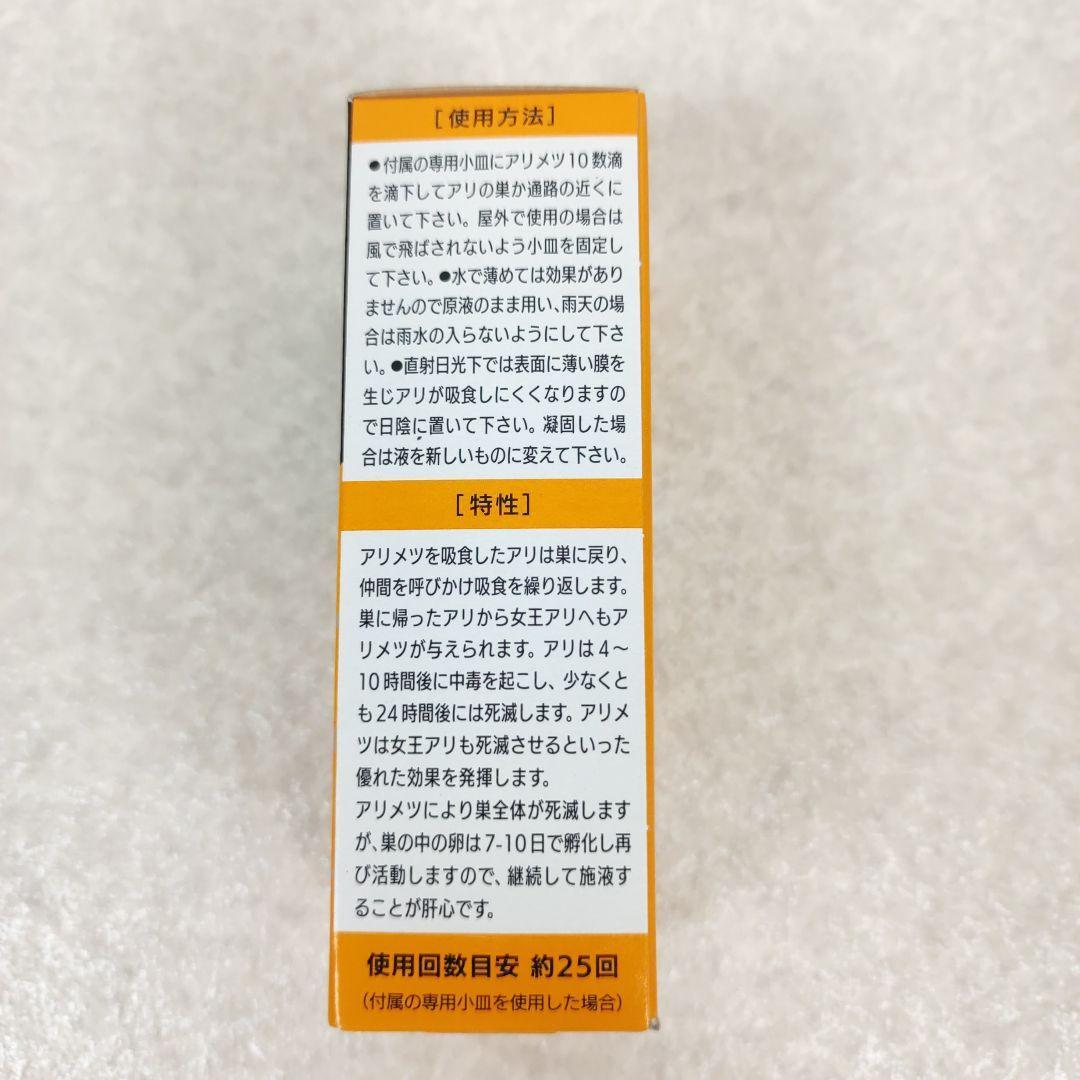 [使用方法]
●付属の専用小皿にアリメツ10数滴
を滴下してアリの巣か通路の近くに
置いて下さい。屋外で使用の場合は
風で飛ばされないよう小皿を固定し
て下さい。●水で薄めては効果があり
ませんので原液のまま用い、雨天の場
合は雨水の入らないようにして下さ
い。●直射日光下では表面に薄い膜を
生じアリが吸食しにくくなりますの
で日陰に置いて下さい。凝固した場
合は液を新しいものに変えて下さい。
[特性]
アリメツを吸食したアリは巣に戻り、
仲間を呼びかけ吸食を繰り返します。
巣に帰ったアリから女王アリへもア
リメツが与えられます。アリは4〜
10時間後に中毒を起こし、少なくと
も24時間後には死滅します。アリメ
ツは女王アリも死滅させるといった
優れた効果を発揮します。
アリメツにより巣全体が死滅します
が、巣の中の卵は7-10日で孵化し再
び活動しますので、継続して施液す
ることが肝心です。
使用回数目安 約25回
(付属の専用小皿を使用した場合)